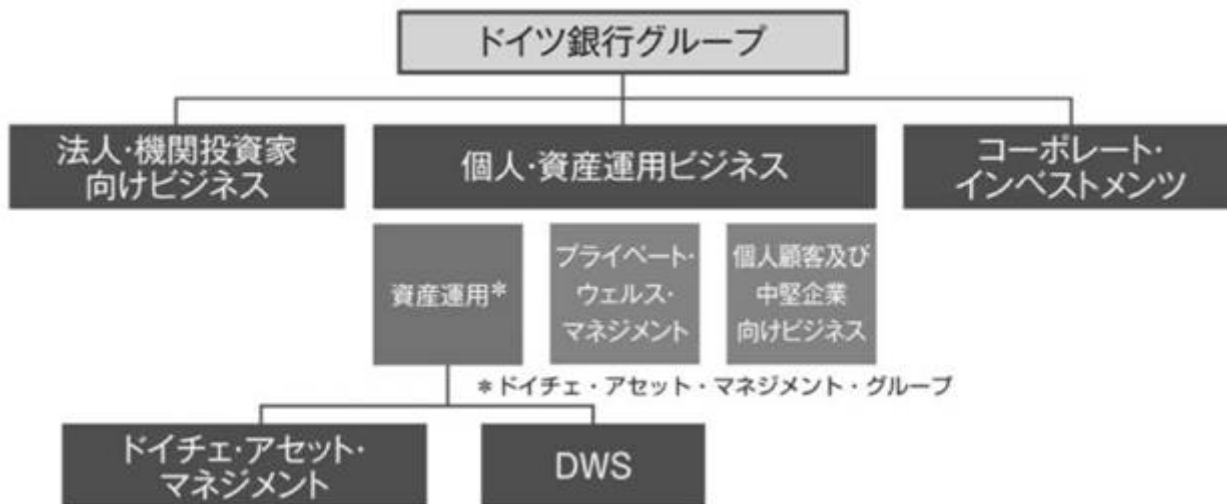 ドイツ銀行グループ
法人・機関投資家
向けビジネス
個人・資産運用ビジネス
コーポレート・
インベストメンツ
資産運用*
プライベート・
ウェルス・
マネジメント
個人顧客及び
中堅企業
向けビジネス
*ドイチェ・アセット・マネジメント・グループ
ドイチェ・アセット・
マネジメント
DWS